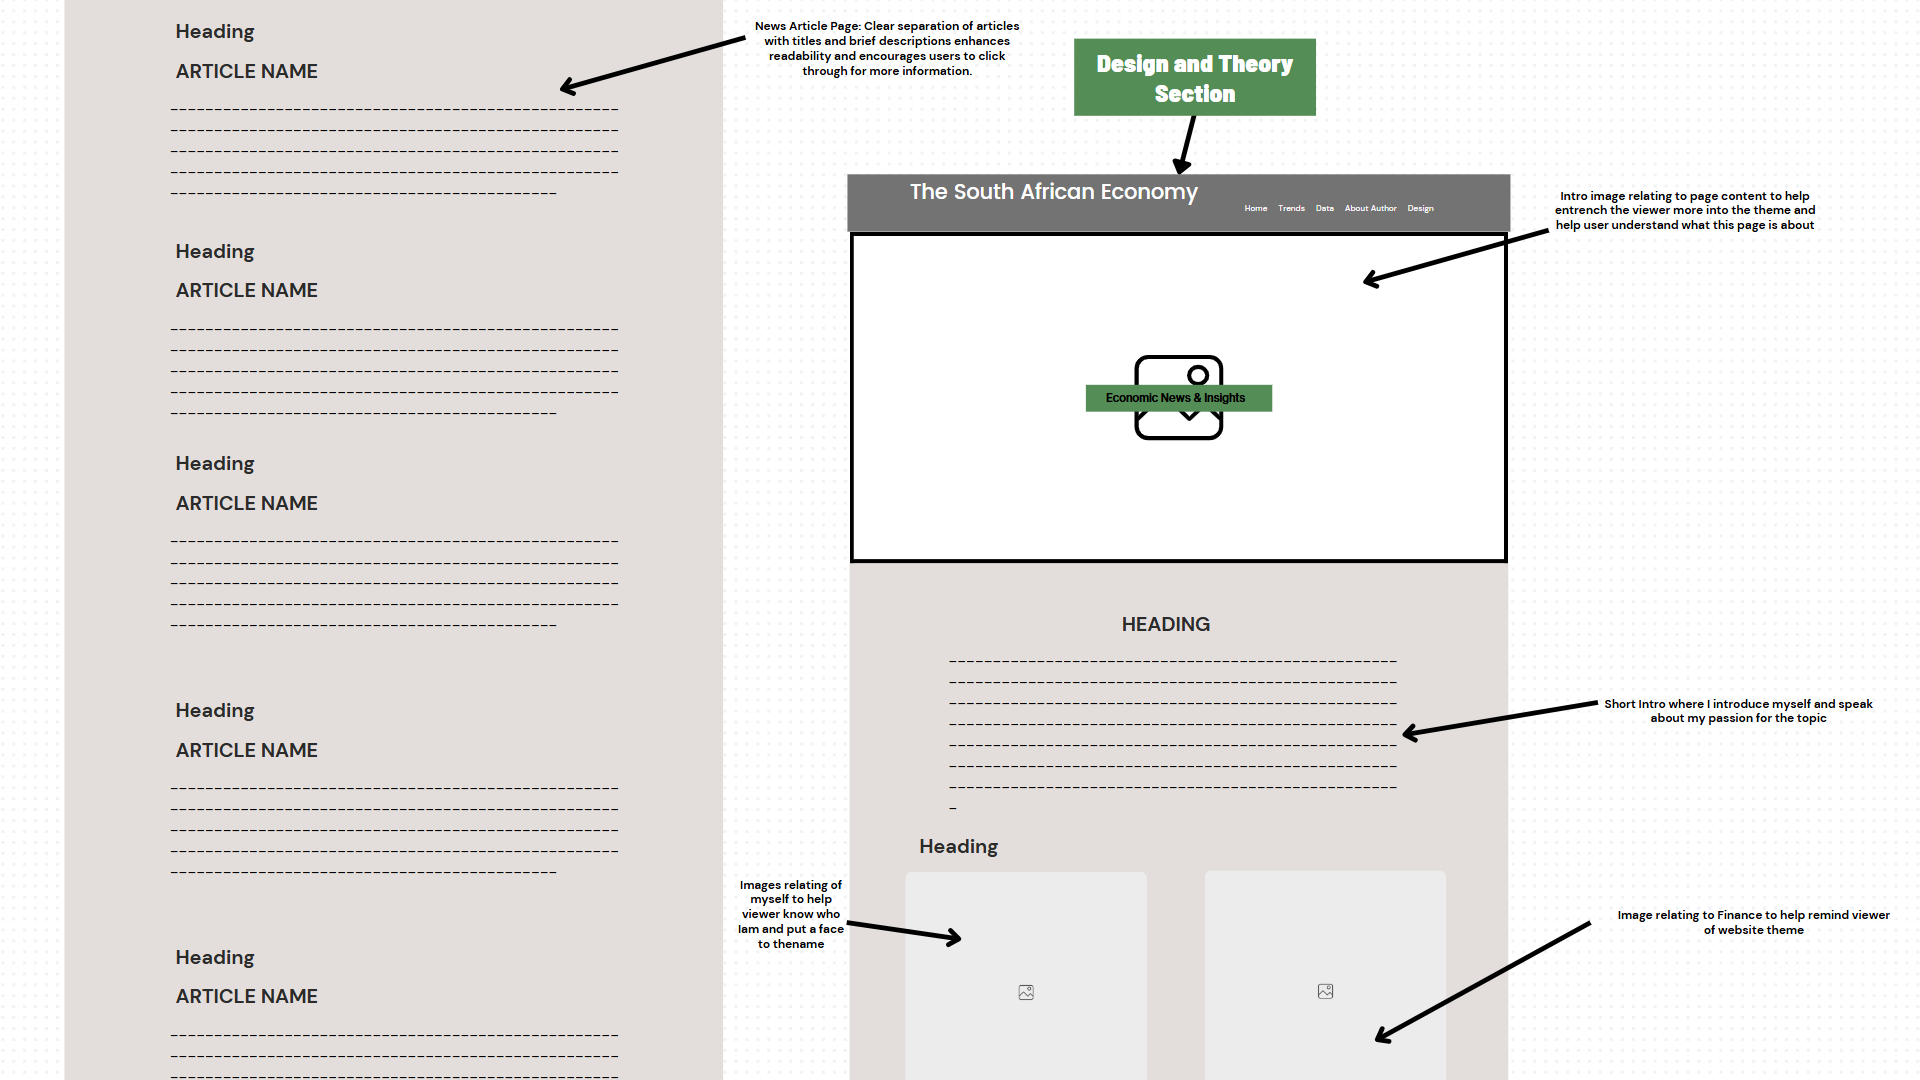 Heading
ARTICLE NAME
Heading
ARTICLE NAME
Heading
ARTICLE NAME
Heading
ARTICLE NAME
Heading
ARTICLE NAME
News Article Page: Clear separation of articles
with titles and brief descriptions enhances
readability and encourages users to click
through for more information.
Design and Theory
Section
The South African Economy
Home Trends Data About Author Design
Intro image relating to page content to help
entrench the viewer more into the theme and
help user understand what this page is about
Economic News & Insights
HEADING
Short Intro where I introduce myself and speak
about my passion for the topic
Heading
Images relating of
myself to help
viewer know who
Iam and put a face
to thename
Image relating to Finance to help remind viewer
of website theme